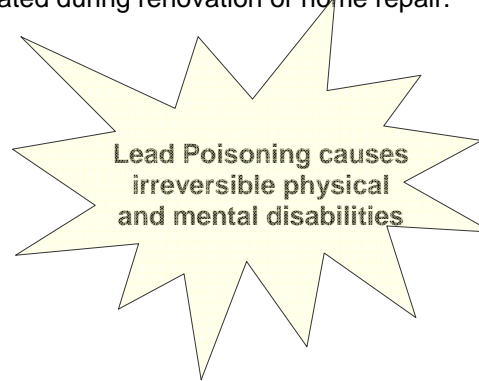 ated during renovation or home repair.
Lead Poisoning causes
irreversible physical
and mental disabilities